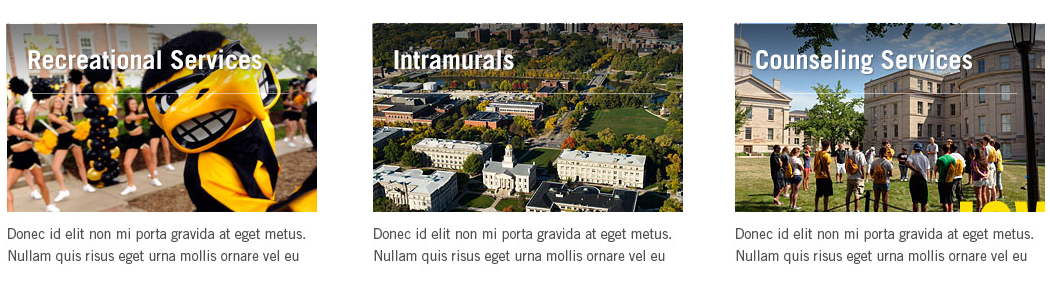 Recreational Services
Intramurals
Counseling Services
Donec id elit non mi porta gravida at eget metus.
Nullam quis risus eget urna mollis ornare vel eu
Donec id elit non mi porta gravida at eget metus.
Nullam quis risus eget urna mollis ornare vel eu
Donec id elit non mi porta gravida at eget metus.
Nullam quis risus eget urna mollis ornare vel eu